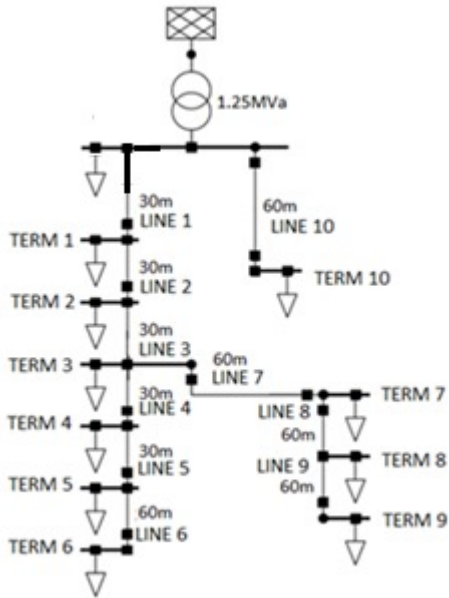 1.25MVa
30m
LINE 1
60m
LINE 10
TERM 1
30m
LINE 2
TERM 10
TERM 2
30m
LINE 3
TERM 3
60m
LINE 7
30m
LINE 4
TERM 7
LINE 8
TERM 4
60m
30m
LINE 5
TERM 8
LINE 9
TERM 5
60m
60m
TERM 9
LINE 6
TERM 6